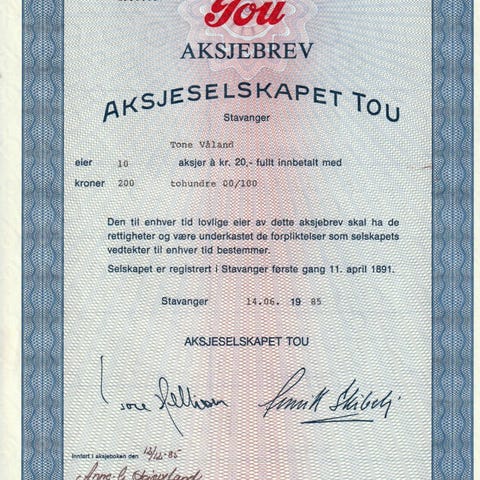 Tou
AKSJEBREV
AKSJESELSKAPET TOU
Stavanger
Tone Våland
eier 10 aksjer à kr. 20,- fullt innbetalt med
kroner 200 tohundre 00/100
Den til enhver tid lovlige eier av dette aksjebrev skal ha de
rettigheter og være underkastet de forpliktelser som selskapets
vedtekter til enhver tid bestemmer.
Selskapet er registrert i Stavanger første gang 11. april 1891.
Stavanger 14.06. 19 85
AKSJESELSKAPET TOU
Innført i aksjeboken den 12/12-85